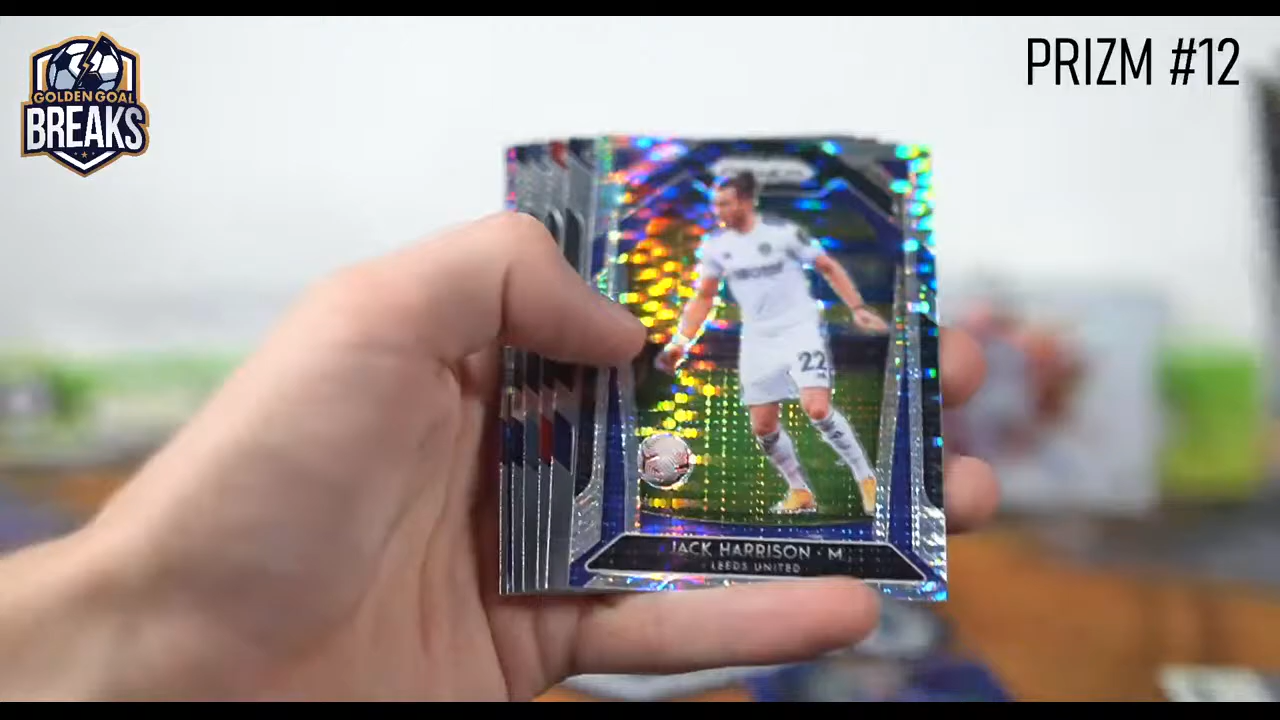 GOLDEN GOAL
BREAKS
PRIZM #12
22
JACK HARRISON · M
LEEDS UNITED